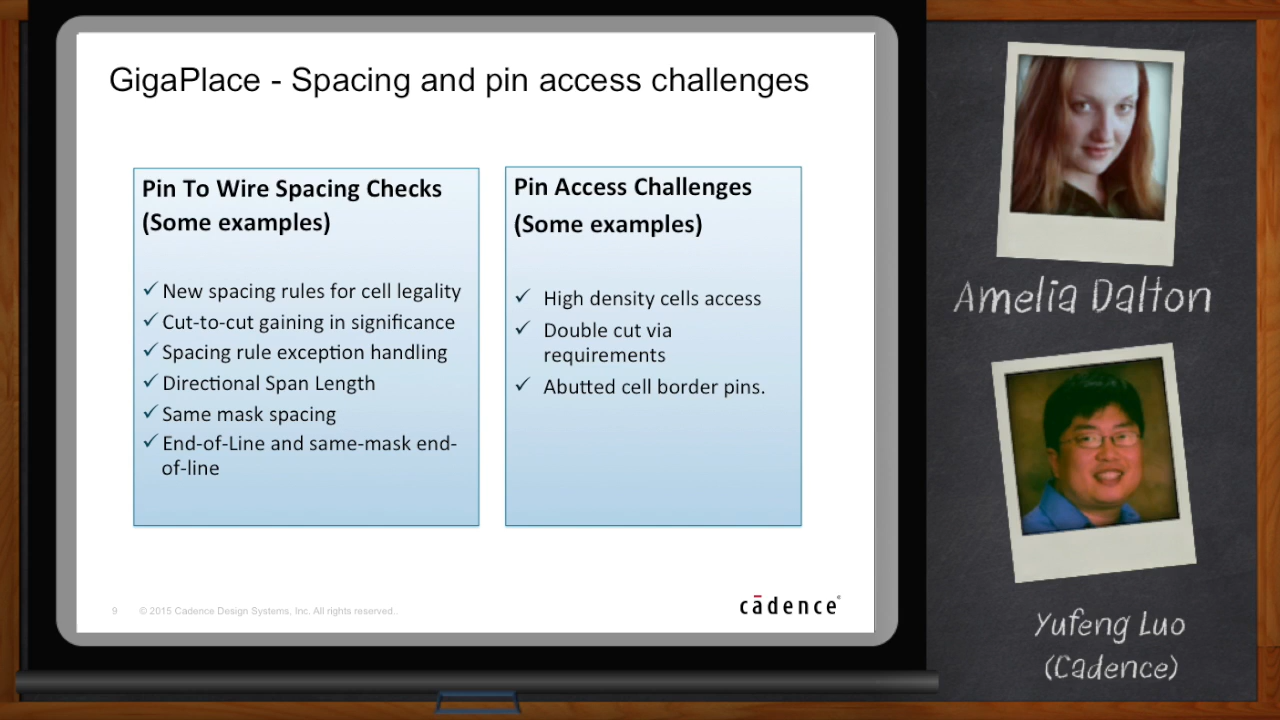 GigaPlace - Spacing and pin access challenges
Pin To Wire Spacing Checks
(Some examples)
✓ New spacing rules for cell legality
✓ Cut-to-cut gaining in significance
✓ Spacing rule exception handling
✓ Directional Span Length
✓ Same mask spacing
✓ End-of-Line and same-mask end-
of-line
Pin Access Challenges
(Some examples)
✓ High density cells access
✓ Double cut via
requirements
✓ Abutted cell border pins.
9 © 2015 Cadence Design Systems, Inc. All rights reserved..
cādence®
Amelia Dalton
Yufeng Luo
(Cadence)